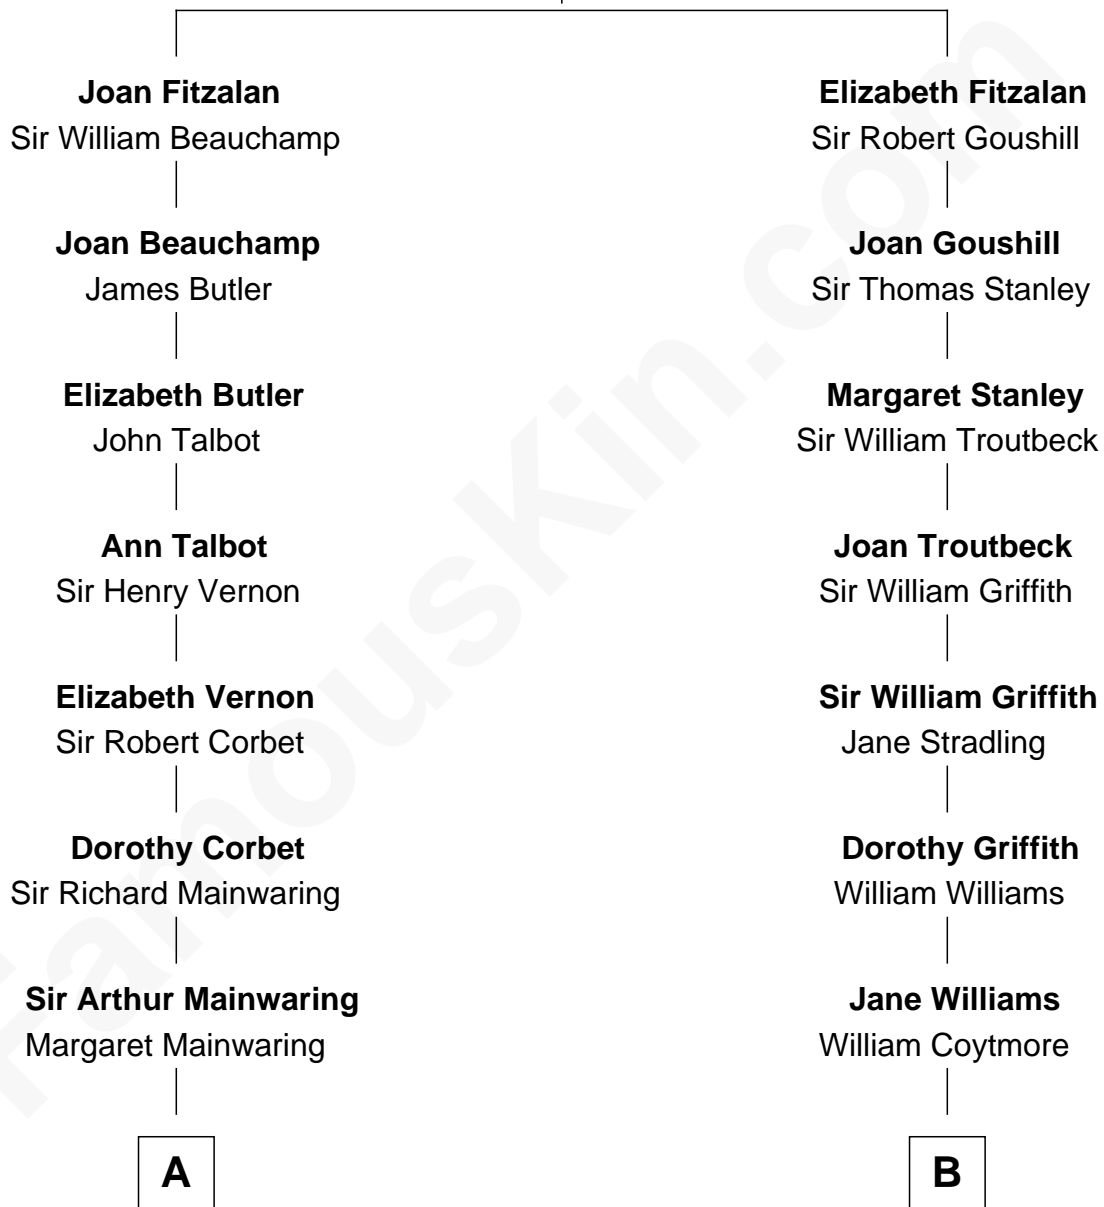 Joan Fitzalan
Sir William Beauchamp
Joan Beauchamp
James Butler
Elizabeth Butler
John Talbot
Ann Talbot
Sir Henry Vernon
Elizabeth Vernon
Sir Robert Corbet
Dorothy Corbet
Sir Richard Mainwaring
Sir Arthur Mainwaring
Margaret Mainwaring
A
Elizabeth Fitzalan
Sir Robert Goushill
Joan Goushill
Sir Thomas Stanley
Margaret Stanley
Sir William Troutbeck
Joan Troutbeck
Sir William Griffith
Sir William Griffith
Jane Stradling
Dorothy Griffith
William Williams
Jane Williams
William Coytmore
B
FamousKin.com